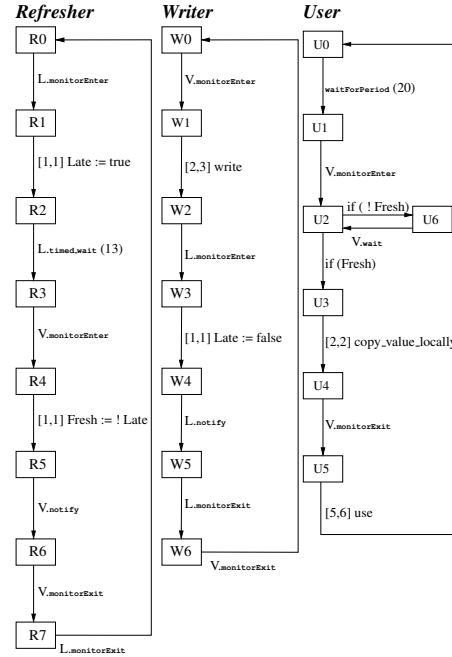 Refresher
R0
L.monitorEnter
R1
[1,1] Late := true
R2
L.timed,wait (13)
R3
V.monitorEnter
R4
[1,1] Fresh := ! Late
R5
V.notify
R6
V.monitorExit
R7
L.monitorExit
Writer
W0
V.monitorEnter
W1
[2,3] write
W2
L.monitorEnter
W3
[1,1] Late := false
W4
L.notify
W5
L.monitorExit
W6
V.monitorExit
User
U0
waitForPeriod (20)
U1
V.monitorEnter
if ( ! Fresh)
U2
U6
V.wait
if (Fresh)
U3
[2,2] copy_value_locally
U4
V.monitorExit
U5
[5,6] use